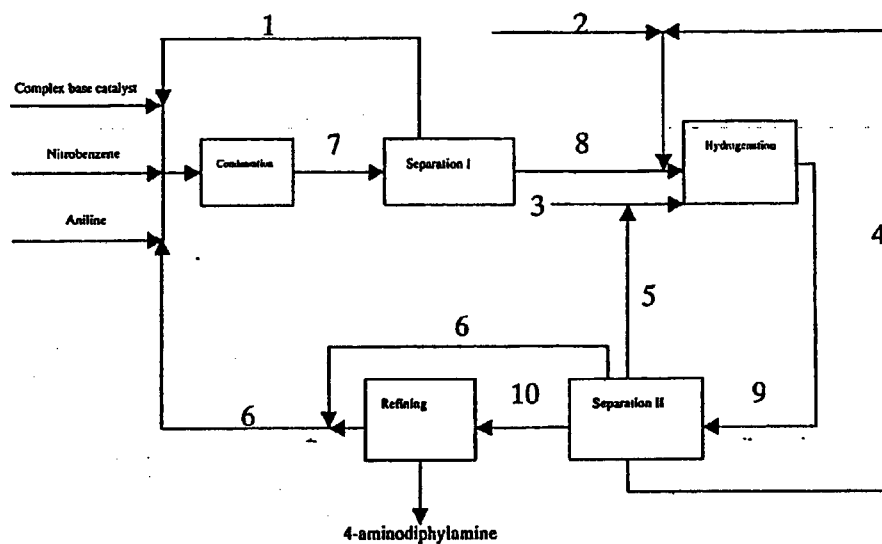 1
2
Complex base catalyst
Nitrobenzene
Condensation
7
Separation I
8
Hydrogenation
3
Aniline
4
5
6
6
Refining
10
Separation II
9
4-aminodiphylamine